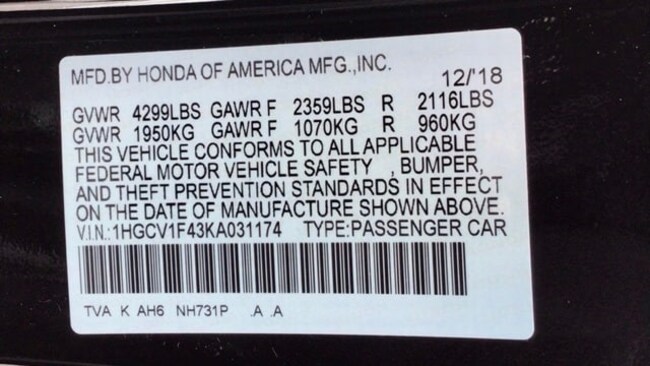 MFD.BY HONDA OF AMERICA MFG.,INC.
12/'18
GVWR 4299LBS GAWR F 2359LBS R 2116LBS
GVWR 1950KG GAWR F 1070KG R 960KG
THIS VEHICLE CONFORMS TO ALL APPLICABLE
FEDERAL MOTOR VEHICLE SAFETY , BUMPER,
AND THEFT PREVENTION STANDARDS IN EFFECT
ON THE DATE OF MANUFACTURE SHOWN ABOVE.
V.I.N.:1HGCV1F43KA031174 TYPE:PASSENGER CAR
TVA K AH6 NH731P .A .A